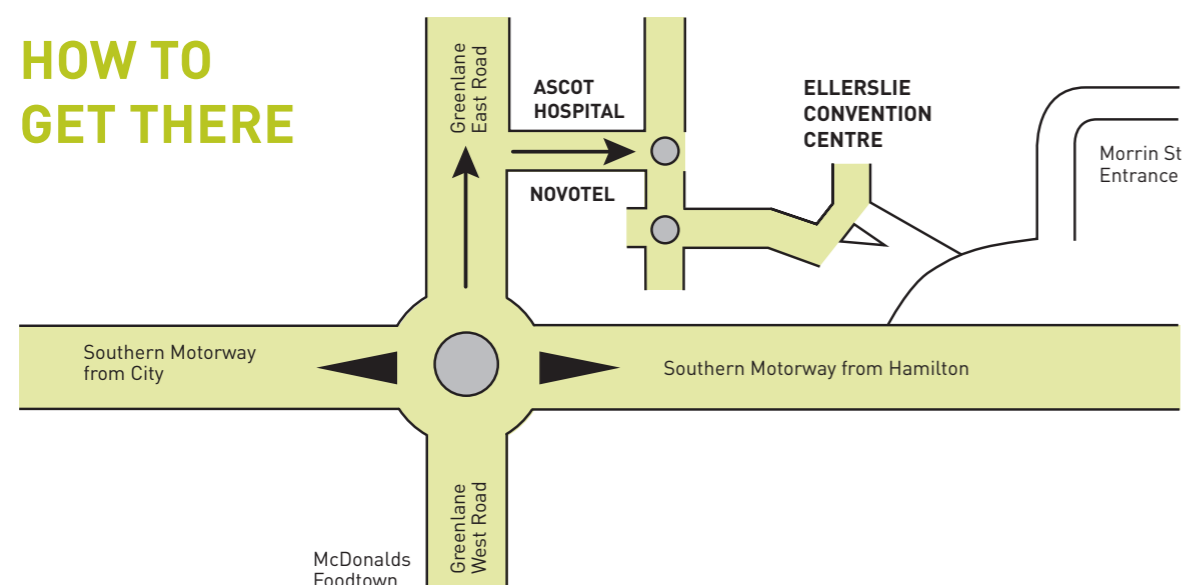 HOW TO
GET THERE
Greenlane
East Road
ASCOT
HOSPITAL
NOVOTEL
ELLERSLIE
CONVENTION
CENTRE
Morrin St
Entrance
Southern Motorway
from City
Southern Motorway from Hamilton
Greenlane
West Road
McDonalds
Foodtown